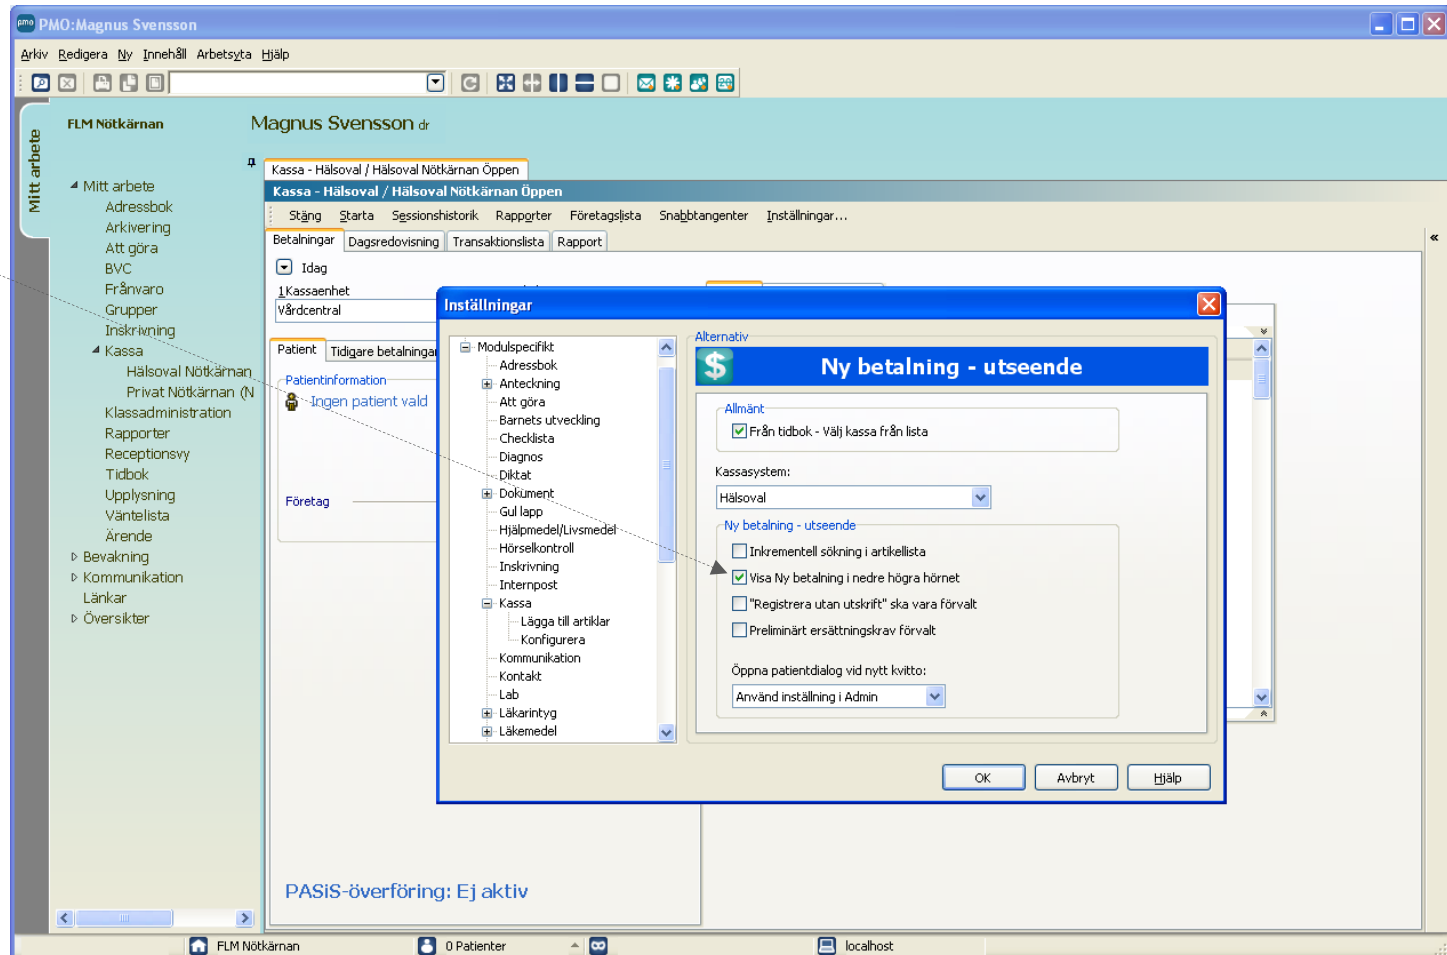 PMO:Magnus Svensson
Arkiv Redigera Ny Innehåll Arbetsyta Hjälp
Mitt arbete
FLM Nötkärnan
Magnus Svensson dr
Mitt arbete
Adressbok
Arkivering
Att göra
BVC
Frånvaro
Grupper
Inskrivning
Kassa
Hälsoval Nötkärnan
Privat Nötkärnan (N
Klassadministration
Rapporter
Receptionsvy
Tidbok
Upplysning
Väntelista
Ärende
Bevakning
Kommunikation
Länkar
Översikter
Kassa - Hälsoval / Hälsoval Nötkärnan Öppen
Kassa - Hälsoval / Hälsoval Nötkärnan Öppen
Stäng Starta Sessionshistorik Rapporter Företagslista Snabbtangenter Inställningar...
Betalningar Dagsredovisning Transaktionslista Rapport
Idag
1Kassaenhet
Vårdcentral
Patient Tidigare betalningar
Patientinformation
Ingen patient vald
Företag
PASiS-överföring: Ej aktiv
Inställningar
Modulspecifikt
Adressbok
Anteckning
Att göra
Barnets utveckling
Checklista
Diagnos
Diktat
Dokument
Gul lapp
Hjälpmedel/Livsmedel
Hörselkontroll
Inskrivning
Internpost
Kassa
Lägga till artiklar
Konfigurera
Kommunikation
Kontakt
Lab
Läkarintyg
Läkemedel
Alternativ
Ny betalning - utseende
Allmänt
Från tidbok - Välj kassa från lista
Kassasystem:
Hälsoval
Ny betalning - utseende
Inkrementell sökning i artikellista
Visa Ny betalning i nedre högra hörnet
"Registrera utan utskrift" ska vara förvalt
Preliminärt ersättningskrav förvalt
Öppna patientdialog vid nytt kvitto:
Använd inställning i Admin
OK Avbryt Hjälp
FLM Nötkärnan 0 Patienter localhost